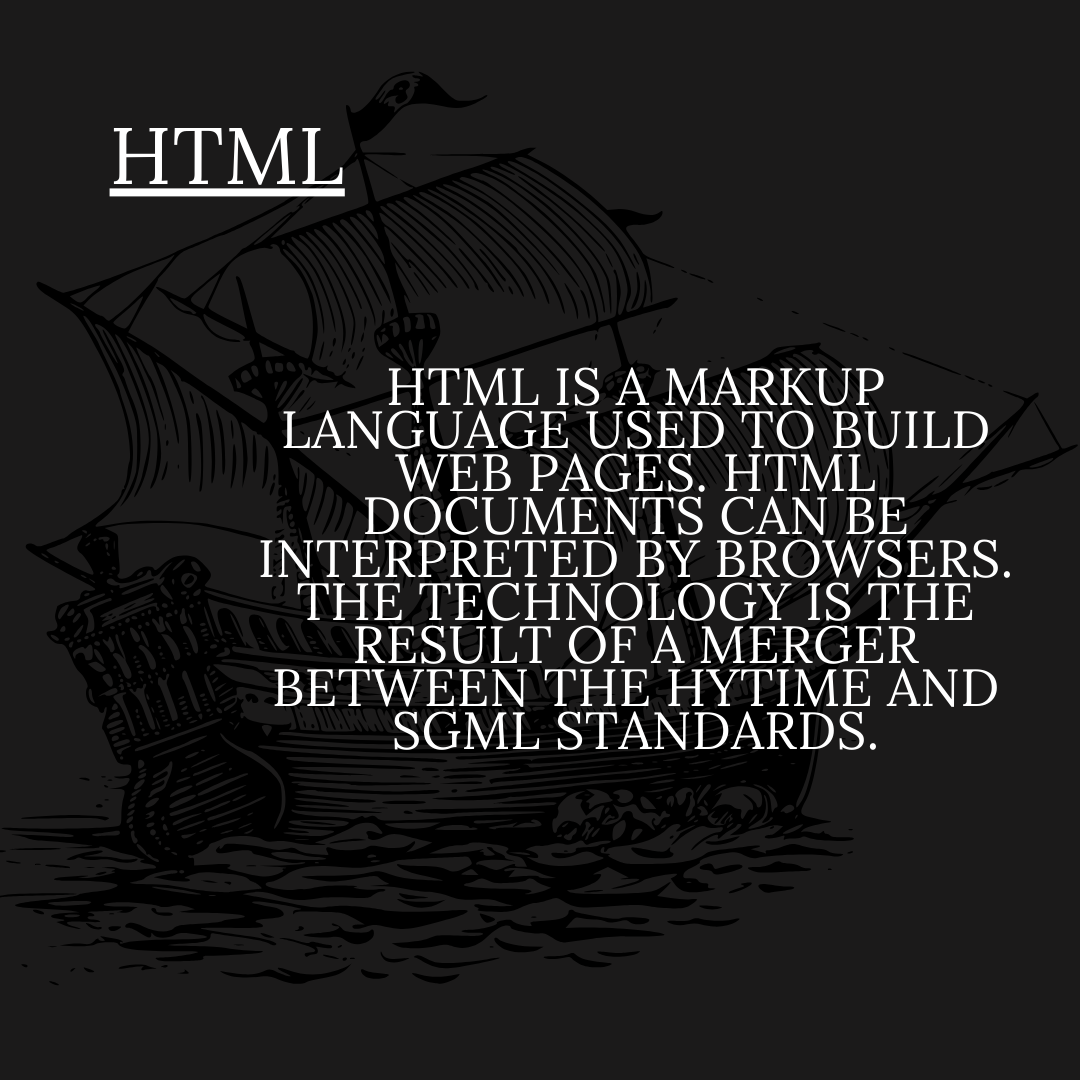 HTML
HTML IS A MARKUP
LANGUAGE USED TO BUILD
WEB PAGES. HTML
DOCUMENTS CAN BE
INTERPRETED BY BROWSERS.
THE TECHNOLOGY IS THE
RESULT OF A MERGER
BETWEEN THE HYTIME AND
SGML STANDARDS.